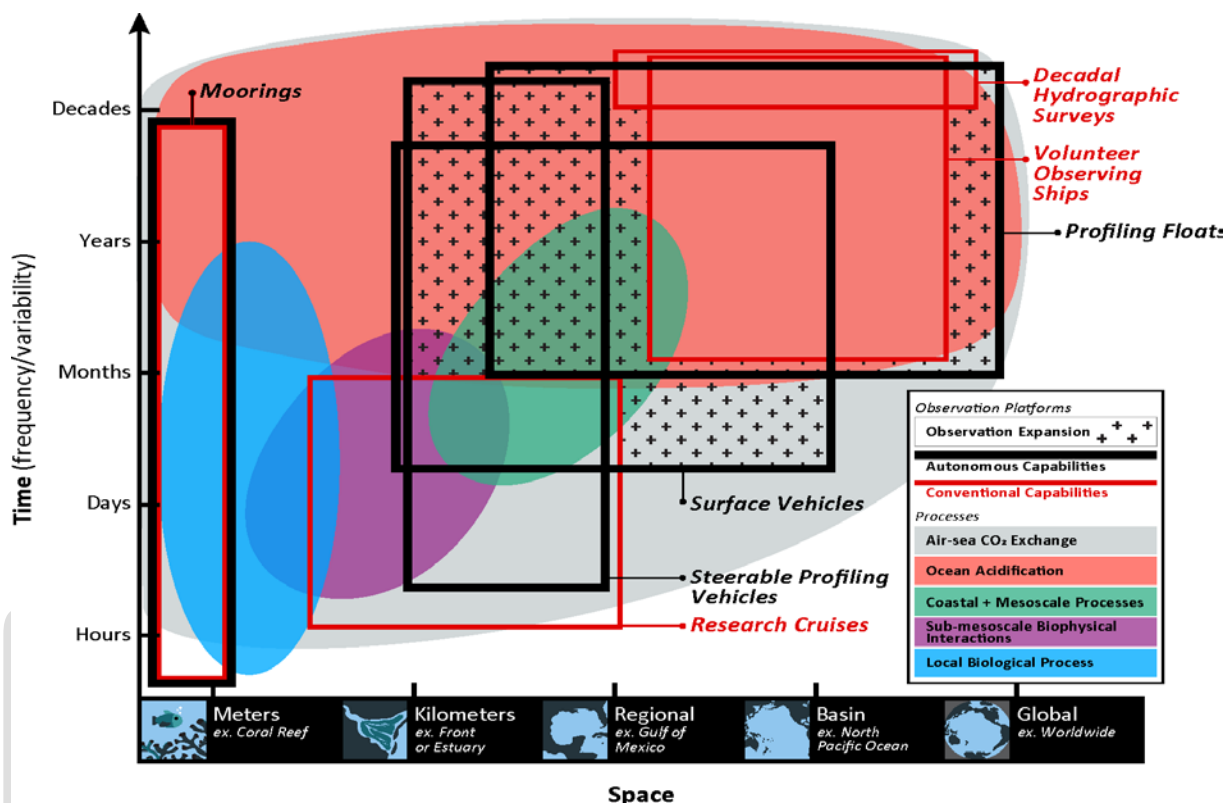 Moorings
Decadal
Hydrographic
Surveys
Volunteer
Observing
Ships
Profiling Floats
Surface Vehicles
Steerable Profiling
Vehicles
Research Cruises
Time (frequency/variability)
Decades
Years
Months
Days
Hours
Observation Platforms
Observation Expansion
Autonomous Capabilities
Conventional Capabilities
Processes
Air-sea CO₂ Exchange
Ocean Acidification
Coastal + Mesoscale Processes
Sub-mesoscale Biophysical
Interactions
Local Biological Process
Meters
ex. Coral Reef
Kilometers
ex. Front
or Estuary
Regional
ex. Gulf of
Mexico
Basin
ex. North
Pacific Ocean
Global
ex. Worldwide
Space